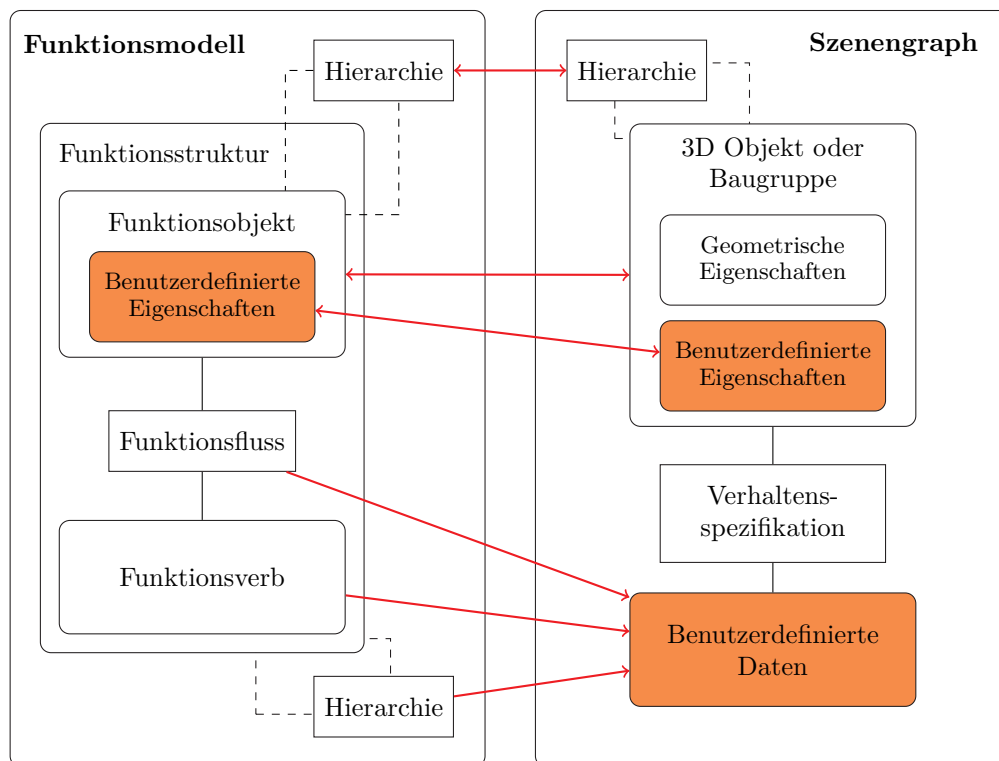 Funktionsmodell
Hierarchie
Funktionsstruktur
Funktionsobjekt
Benutzerdefinierte
Eigenschaften
Funktionsfluss
Funktionsverb
Hierarchie
Szenengraph
Hierarchie
3D Objekt oder
Baugruppe
Geometrische
Eigenschaften
Benutzerdefinierte
Eigenschaften
Verhaltens-
spezifikation
Benutzerdefinierte
Daten